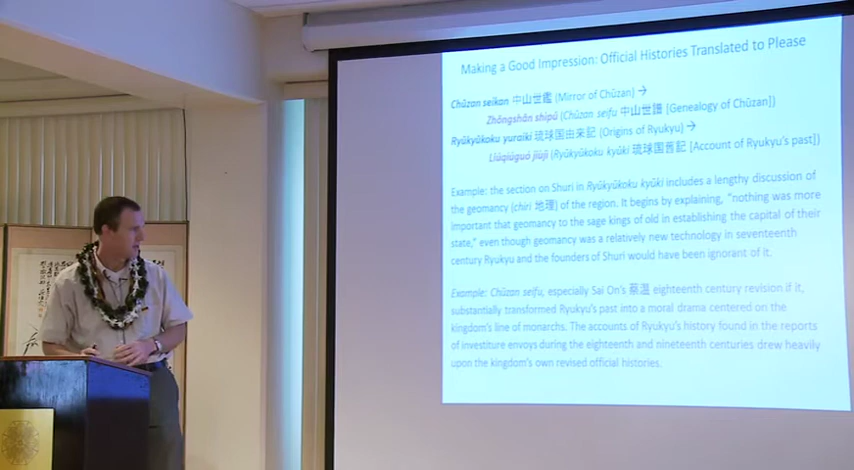 Making a Good Impression: Official Histories Translated to Please
Chūzan seikan 中山世鑑 (Mirror of Chūzan) →
Zhōngshān shìpǔ (Chūzan seifu 中山世譜 [Genealogy of Chūzan])
Ryūkyūkoku yuraiki 琉球国由来記 (Origins of Ryukyu) →
Liúqiúguó jiùjì (Ryūkyūkoku kyūki 琉球国舊記 [Account of Ryukyu's past])
Example: the section on Shuri in Ryūkyūkoku kyūki includes a lengthy discussion of
the geomancy (chiri 地理) of the region. It begins by explaining, "nothing was more
important that geomancy to the sage kings of old in establishing the capital of their
state," even though geomancy was a relatively new technology in seventeenth
century Ryukyu and the founders of Shuri would have been ignorant of it.
Example: Chūzan seifu, especially Sai On's 蔡温 eighteenth century revision if it,
substantially transformed Ryukyu's past into a moral drama centered on the
kingdom's line of monarchs. The accounts of Ryukyu's history found in the reports
of investiture envoys during the eighteenth and nineteenth centuries drew heavily
upon the kingdom's own revised official histories.